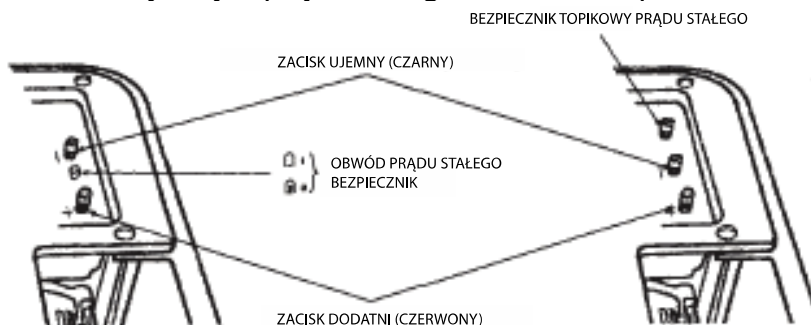 BEZPIECZNIK TOPIKOWY PRĄDU STAŁEGO
ZACISK UJEMNY (CZARNY)
OBWÓD PRĄDU STAŁEGO
BEZPIECZNIK
ZACISK DODATNI (CZERWONY)